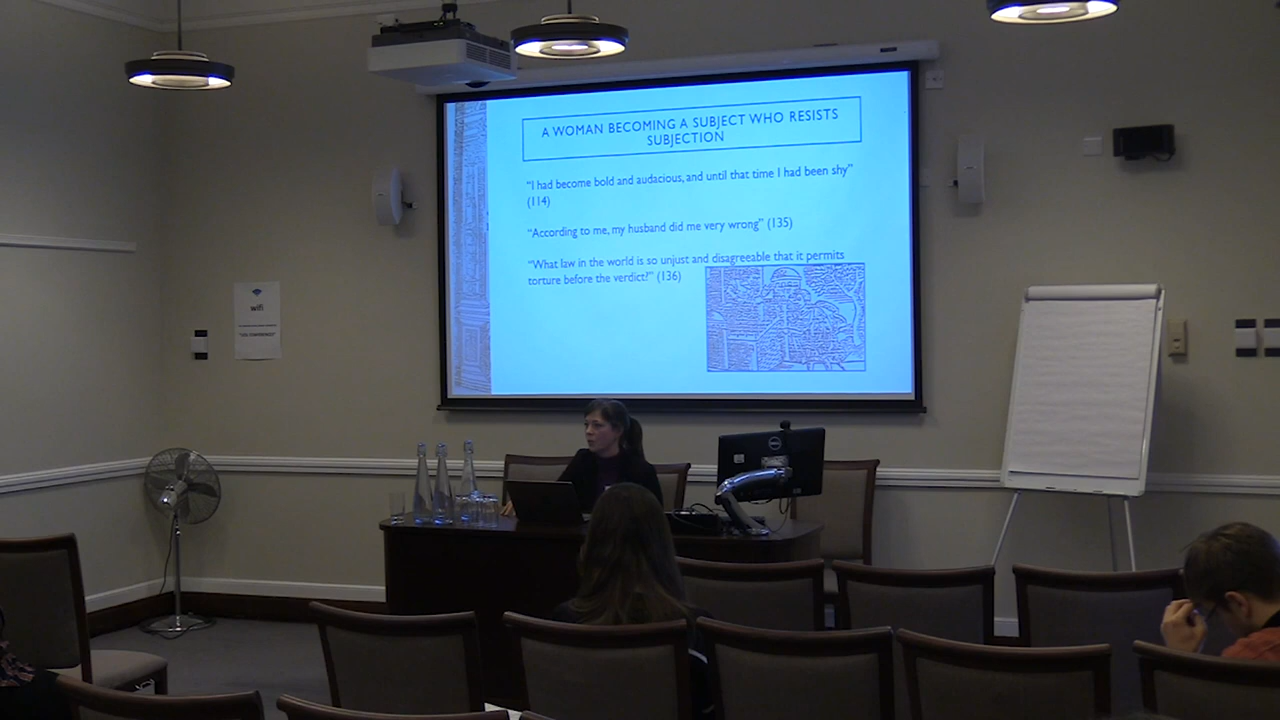 A WOMAN BECOMING A SUBJECT WHO RESISTS
SUBJECTION
“I had become bold and audacious, and until that time I had been shy”
(114)
“According to me, my husband did me very wrong” (135)
“What law in the world is so unjust and disagreeable that it permits
torture before the verdict?” (136)
wifi
DELL